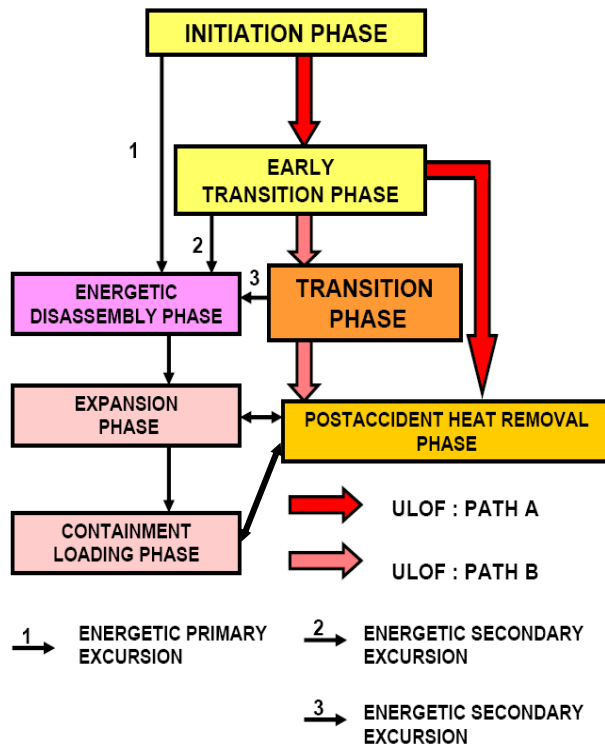 INITIATION PHASE
1
EARLY
TRANSITION PHASE
2
3
ENERGETIC
DISASSEMBLY PHASE
TRANSITION
PHASE
EXPANSION
PHASE
POSTACCIDENT HEAT REMOVAL
PHASE
CONTAINMENT
LOADING PHASE
ULOF : PATH A
ULOF : PATH B
1
ENERGETIC PRIMARY
EXCURSION
2
ENERGETIC SECONDARY
EXCURSION
3
ENERGETIC SECONDARY
EXCURSION